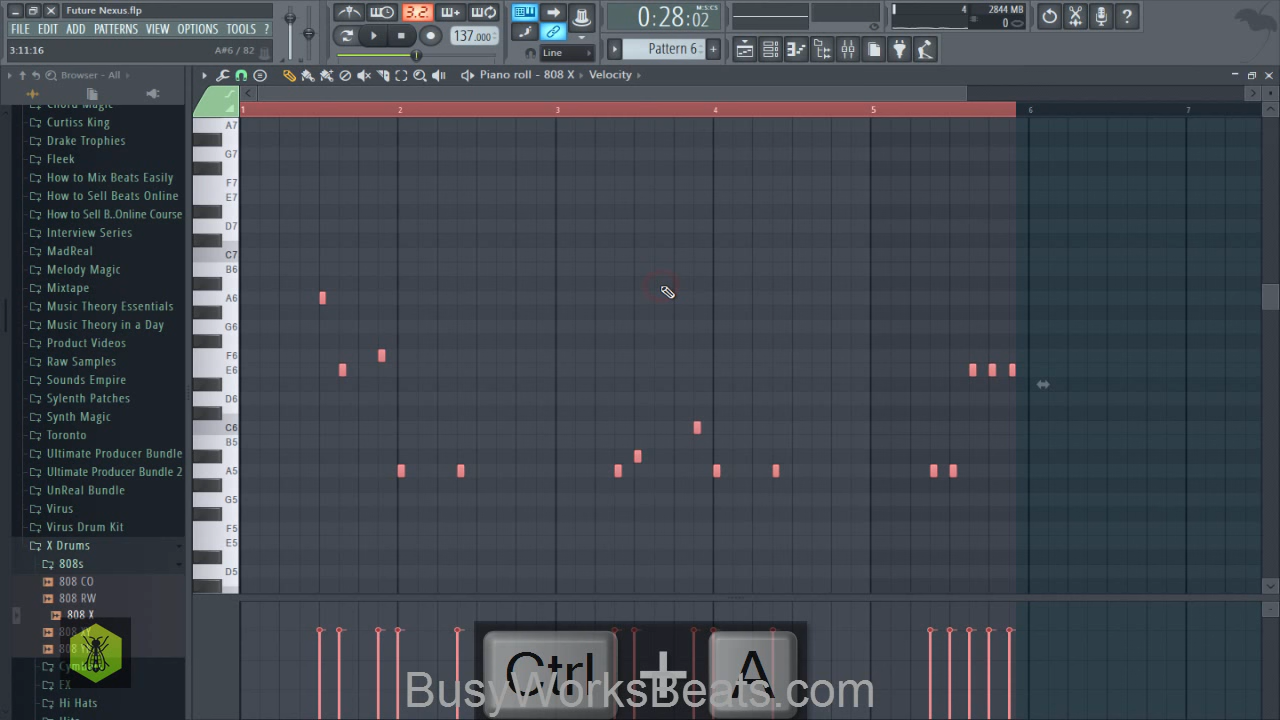 Future Nexus.flp
FILE EDIT ADD PATTERNS VIEW OPTIONS TOOLS ?
3:11:16 A#6 / 82
3.2.
137.000
0:28:02 M:S:CS
Line
Pattern 6
4
2844 MB
0
Browser - All
Piano roll - 808 X Velocity
1 2 3 4 5 6 7
Curtiss King
Drake Trophies
Fleek
How to Mix Beats Easily
How to Sell Beats Online
How to Sell B..Online Course
Interview Series
MadReal
Melody Magic
Mixtape
Music Theory Essentials
Music Theory in a Day
Product Videos
Raw Samples
Sounds Empire
Sylenth Patches
Synth Magic
Toronto
Ultimate Producer Bundle
Ultimate Producer Bundle 2
UnReal Bundle
Virus
Virus Drum Kit
X Drums
808s
808 CO
808 RW
808 X
FX
Hi Hats
A7
G7
F7
E7
D7
C7
B6
A6
G6
F6
E6
D6
C6
B5
A5
G5
F5
E5
D5
Ctrl + A
BusyWorksBeats.com